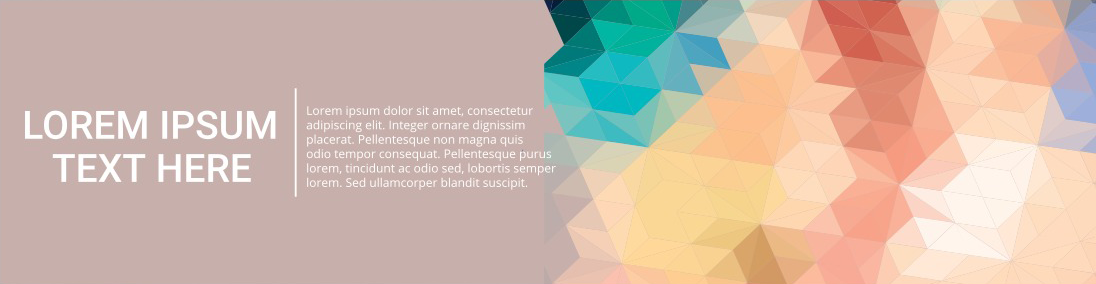 LOREM IPSUM
TEXT HERE
Lorem ipsum dolor sit amet, consectetur
adipiscing elit. Integer ornare dignissim
placerat. Pellentesque non magna quis
odio tempor consequat. Pellentesque purus
lorem, tincidunt ac odio sed, lobortis semper
lorem. Sed ullamcorper blandit suscipit.